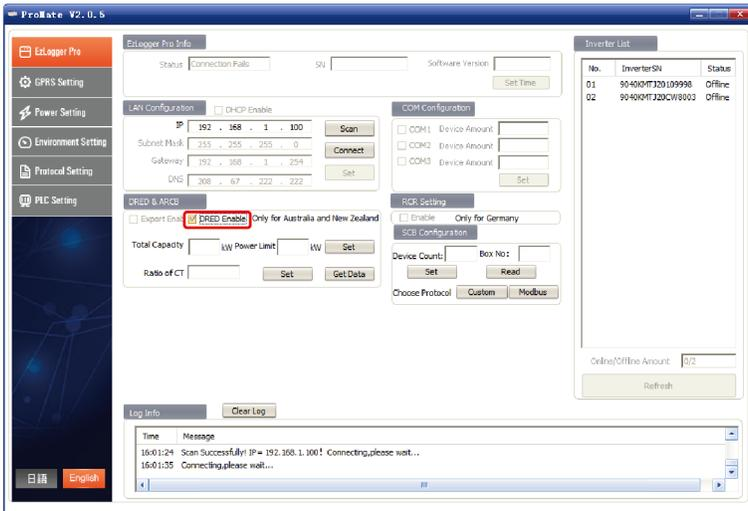 ProMate V2.0.5
EzLogger Pro
GPRS Setting
Power Setting
Environment Setting
Protocol Setting
PLC Setting
日語 English
EzLogger Pro Info
Status Connection Fails SN Software Version
Set Time
LAN Configuration DHCP Enable
IP 192 . 168 . 1 . 100 Scan
Subnet Mask 255 . 255 . 255 . 0 Connect
Gateway 192 . 168 . 1 . 254
DNS 208 . 67 . 222 . 222 Set
COM Configuration
COM1 Device Amount
COM2 Device Amount
COM3 Device Amount
Set
DRED & ARCB
Export Enab DRED Enable Only for Australia and New Zealand
Total Capacity kW Power Limit kW Set
Ratio of CT Set Get Data
RCR Setting
Enable Only for Germany
SCB Configuration
Device Count: Box No:
Set Read
Choose Protocol Custom Modbus
Inverter List
No. InverterSN Status
01 9040KMTJ20109998 Offline
02 9040KMTJ20CW8003 Offline
Online/Offline Amount 0/2
Refresh
Log Info Clear Log
Time Message
16:01:24 Scan Successfully! IP = 192.168.1.100! Connecting,please wait...
16:01:35 Connecting,please wait...